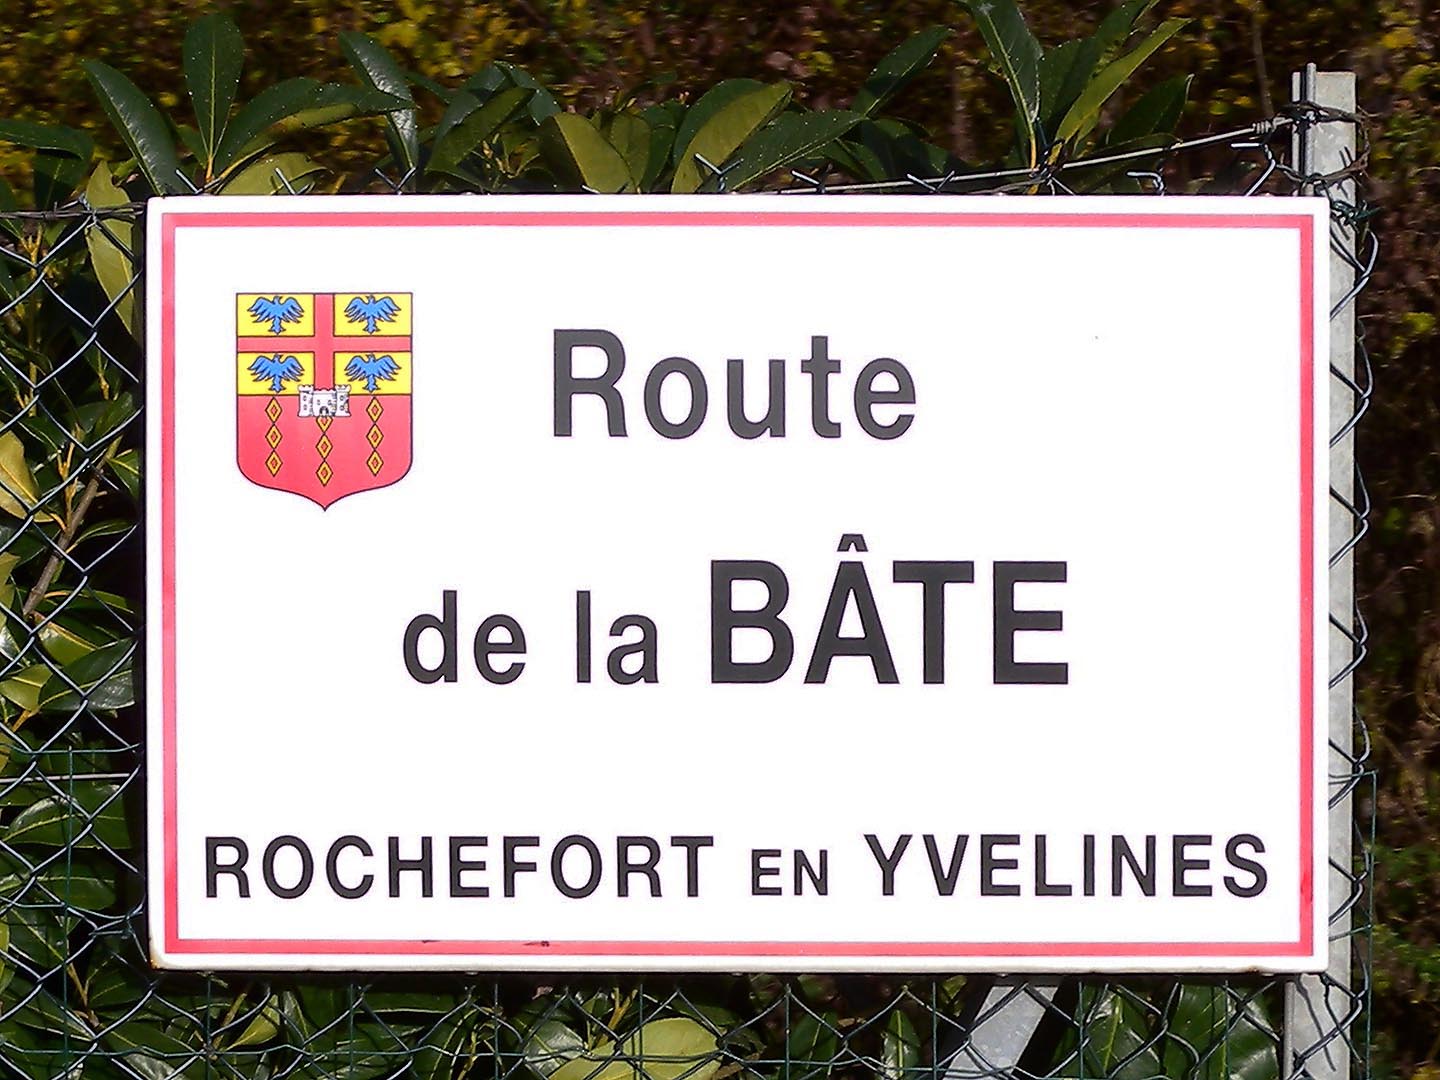 Route
de la BÂTE
ROCHEFORT EN YVELINES